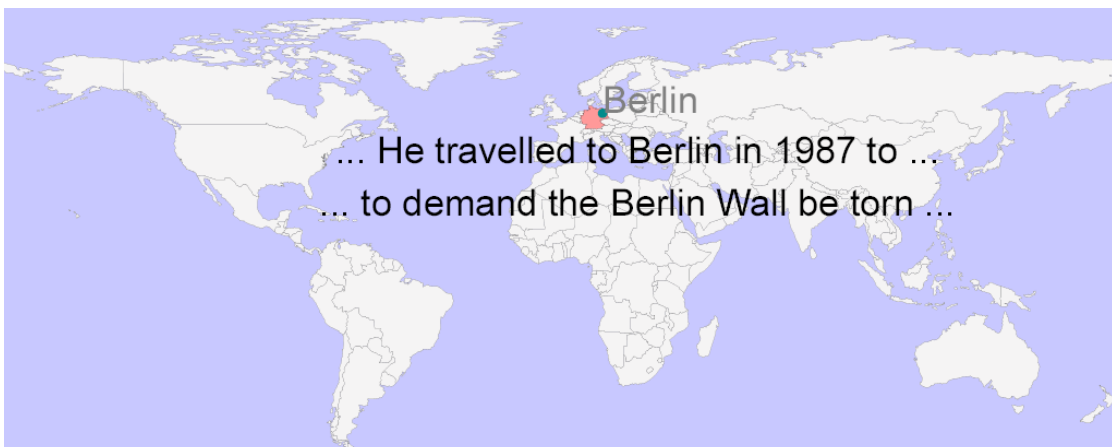 Berlin
... He travelled to Berlin in 1987 to ...
... to demand the Berlin Wall be torn ...